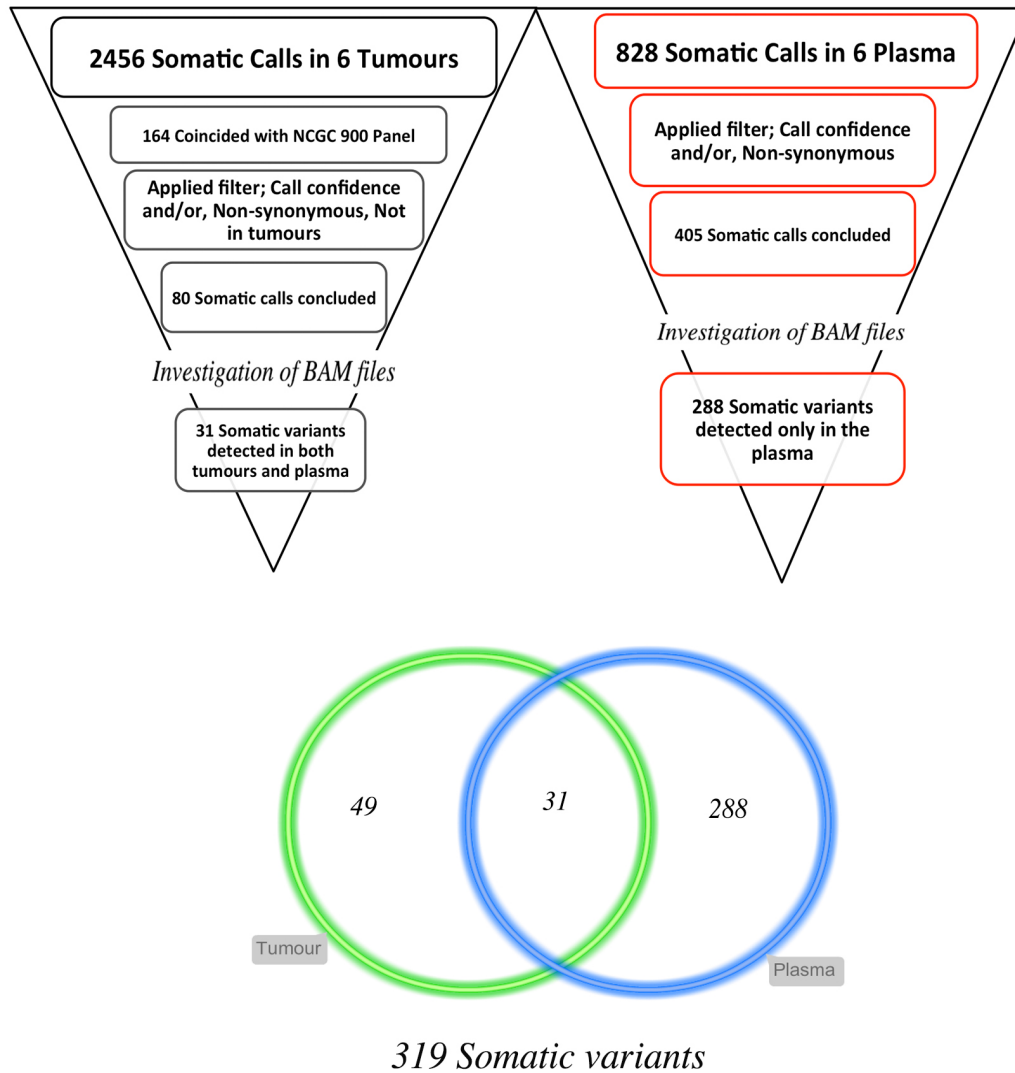 2456 Somatic Calls in 6 Tumours
164 Coincided with NCGC 900 Panel
Applied filter; Call confidence
and/or, Non-synonymous, Not
in tumours
80 Somatic calls concluded
Investigation of BAM files
31 Somatic variants
detected in both
tumours and plasma
828 Somatic Calls in 6 Plasma
Applied filter; Call confidence
and/or, Non-synonymous
405 Somatic calls concluded
Investigation of BAM files
288 Somatic variants
detected only in the
plasma
49
31
288
Tumour
Plasma
319 Somatic variants